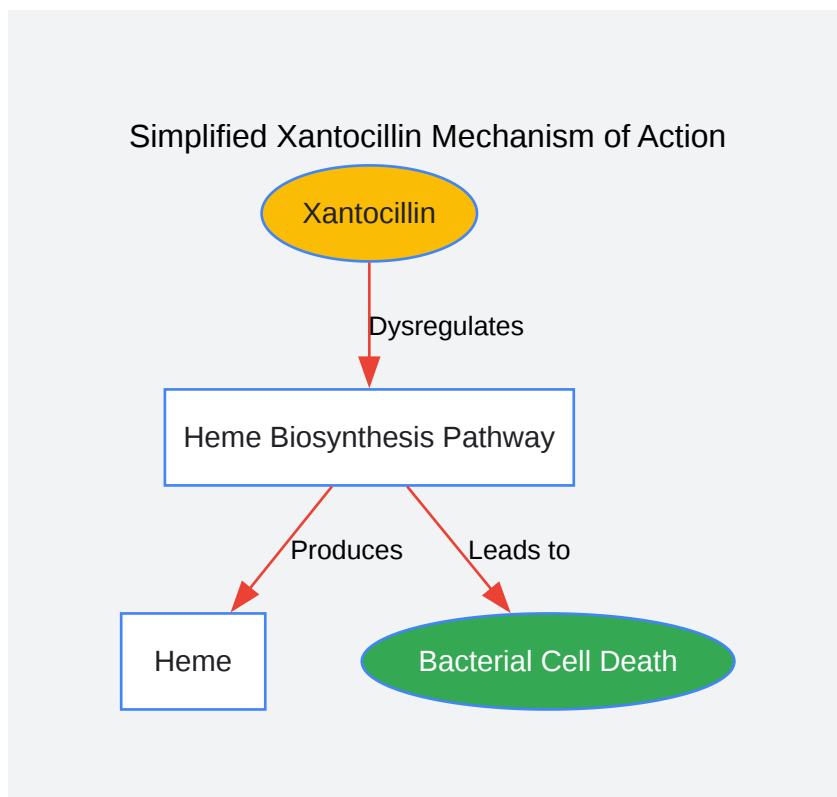 Simplified Xantocillin Mechanism of Action
Xantocillin
Dysregulates
Heme Biosynthesis Pathway
Produces
Leads to
Heme
Bacterial Cell Death